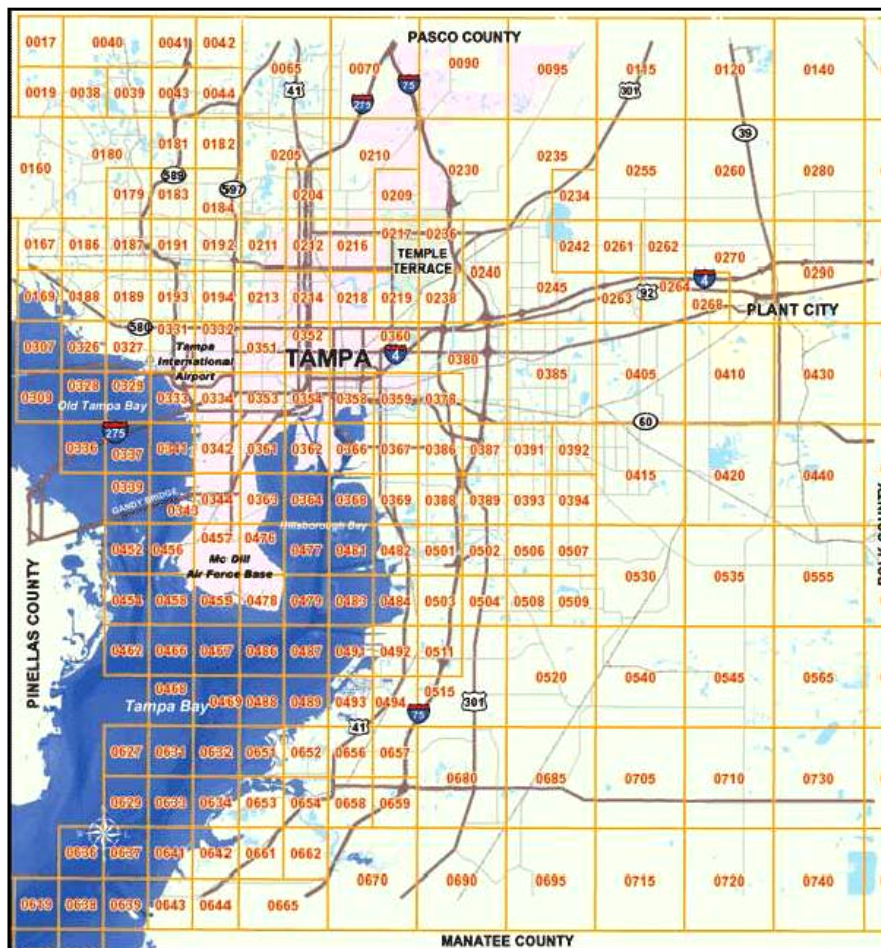 PASCO COUNTY
0017 0040 0041 0042
0065 0070 0090 0095 0115 0120 0140
41 275 75 301
0019 0038 0039 0043 0044
39
0160 0180 0181 0182 0205 0210 0230 0235 0255 0260 0280
589 597
0179 0183 0184 0204 0209 0234
0217 0236
0167 0186 0187 0191 0192 0211 0212 0216 0242 0261 0262
TEMPLE
TERRACE
0240 0270 0290
0169 0188 0189 0193 0194 0213 0214 0218 0219 0238 0245 0263 92 0264 4
0268
PLANT CITY
580 0331 0332 0352 0360
0307 0326 0327 0351
Tampa
International
Airport
TAMPA
4
0380 0385 0405 0410 0430
0309 0328 0329 0333 0334 0353 0354 0358 0359 0378
Old Tampa Bay
275
60
0336 0337 0341 0342 0361 0362 0366 0367 0386 0387 0391 0392
0415 0420 0440
0339 0343 0344 0363 0364 0368 0369 0388 0389 0393 0394
GANDY BRIDGE
Hillsborough Bay
0457 0476
0452 0456 0477 0481 0482 0501 0502 0506 0507
Mc Dill
Air Force Base
0530 0535 0555
PINELLAS COUNTY
POLK COUNTY
0454 0458 0459 0478 0479 0483 0484 0503 0504 0508 0509
0462 0466 0467 0486 0487 0491 0492 0511
0520 0540 0545 0565
0468 0469 0488 0489 0493 0494 0515
Tampa Bay
41 75 301
0627 0631 0632 0651 0652 0656 0657
0680 0685 0705 0710 0730
0629 0633 0634 0653 0654 0658 0659
0636 0637 0641 0642 0661 0662
0670 0690 0695 0715 0720 0740
0619 0638 0639 0643 0644 0665
MANATEE COUNTY